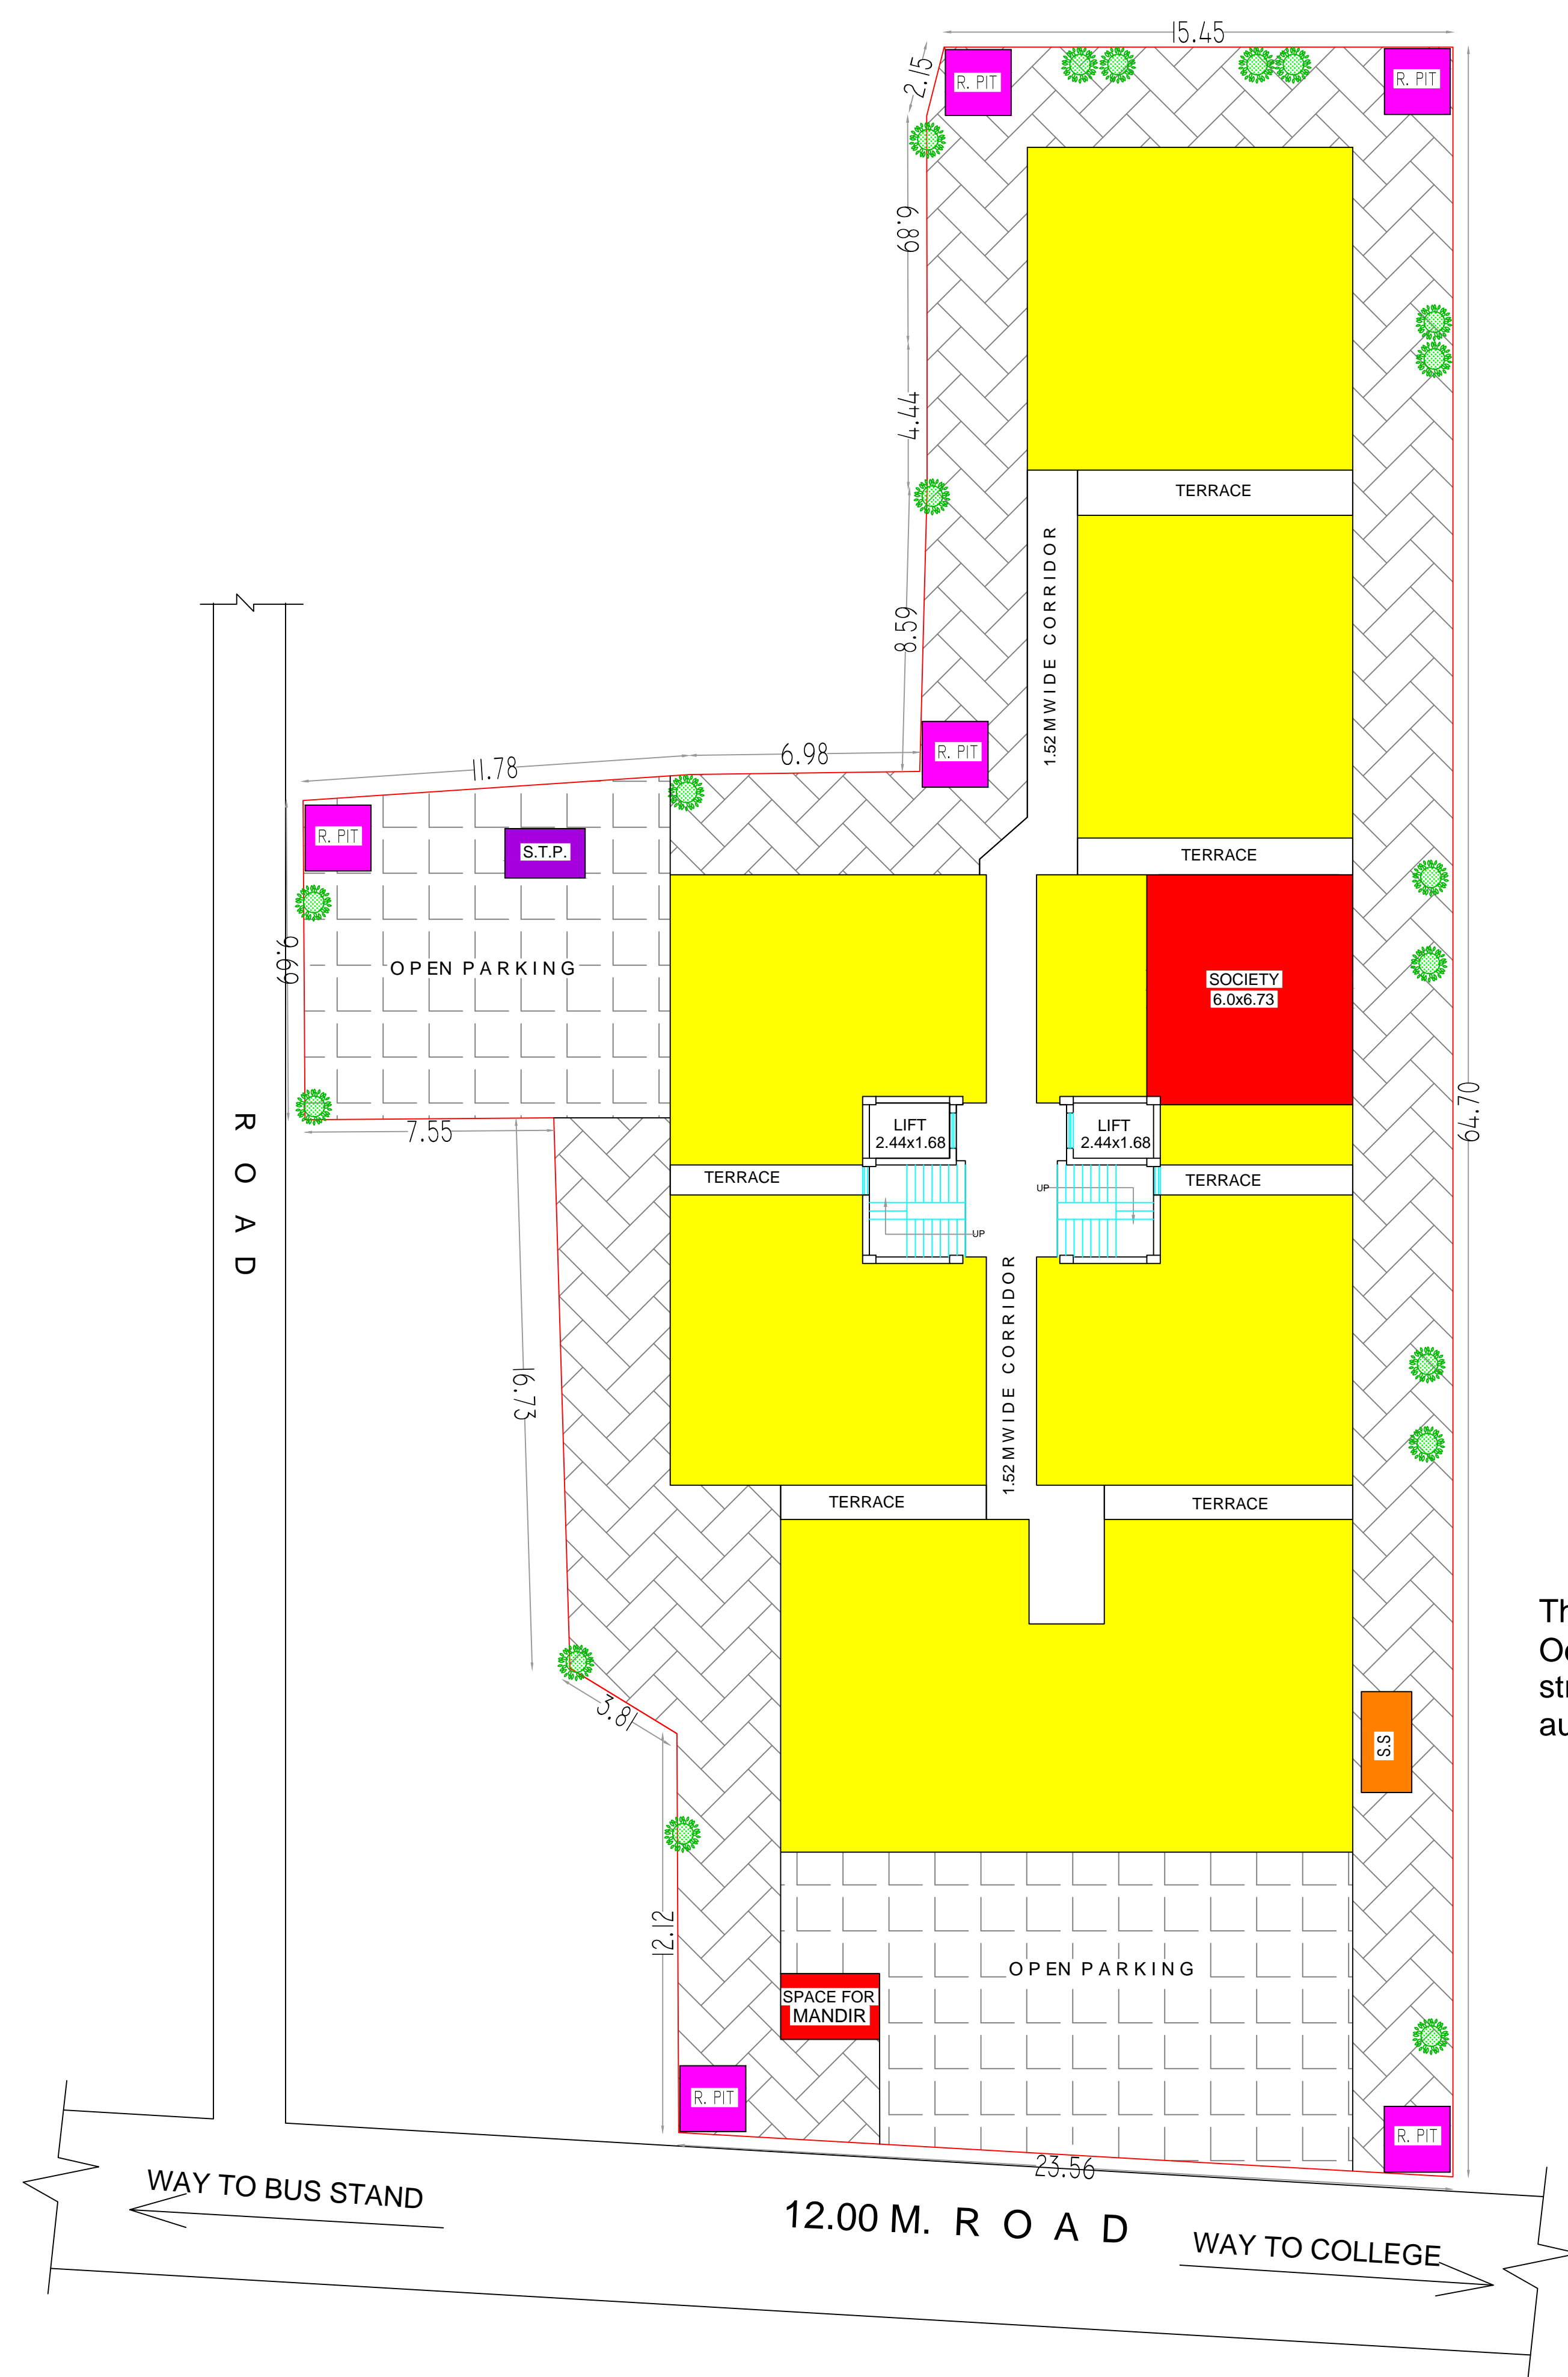 15.45
2.15
R. PIT
R. PIT
6.89
4.44
TERRACE
1.52 M WIDE CORRIDOR
8.59
6.98
11.78
R. PIT
R. PIT
S.T.P.
TERRACE
9.69
OPEN PARKING
SOCIETY
6.0x6.73
64.70
LIFT
2.44x1.68
LIFT
2.44x1.68
7.55
ROAD
TERRACE
TERRACE
UP
UP
16.73
1.52 M WIDE CORRIDOR
TERRACE
TERRACE
3.81
S.S
12.12
OPEN PARKING
SPACE FOR
MANDIR
R. PIT
R. PIT
23.56
WAY TO BUS STAND
12.00 M. ROAD
WAY TO COLLEGE